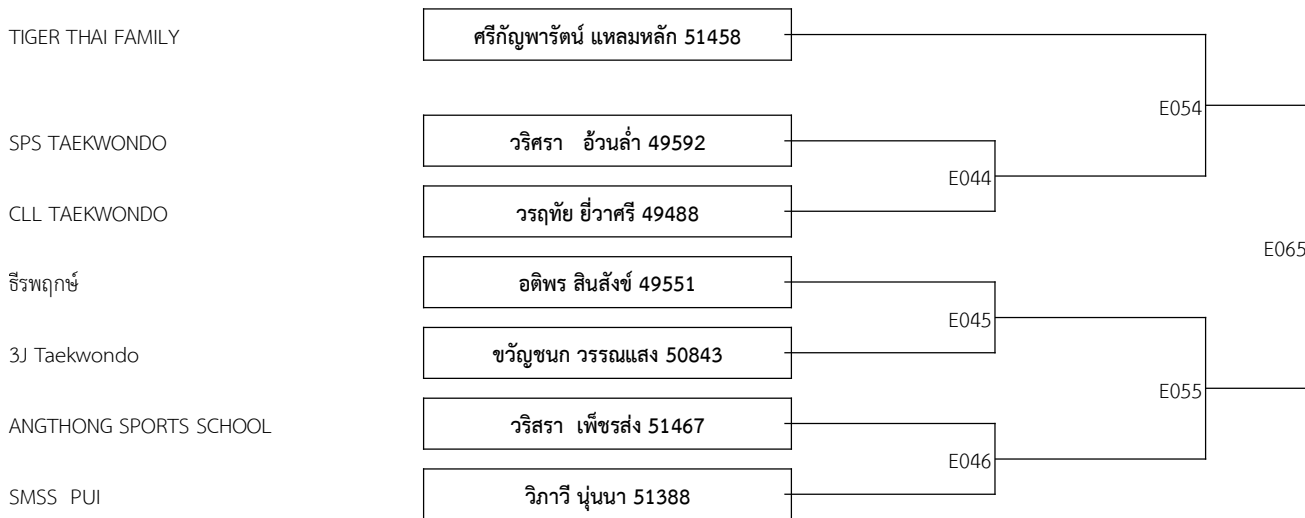 TIGER THAI FAMILY
ศรีกัญพารัตน์ แหลมหลัก 51458
E054
SPS TAEKWONDO
วริศรา อ้วนล่ำ 49592
E044
CLL TAEKWONDO
วรฤทัย ยี่วาศรี 49488
E065
ธีรพฤกษ์
อติพร สินสังข์ 49551
E045
3J Taekwondo
ขวัญชนก วรรณแสง 50843
E055
ANGTHONG SPORTS SCHOOL
วริสรา เพ็ชรส่ง 51467
E046
SMSS PUI
วิภาวี นุ่นนา 51388